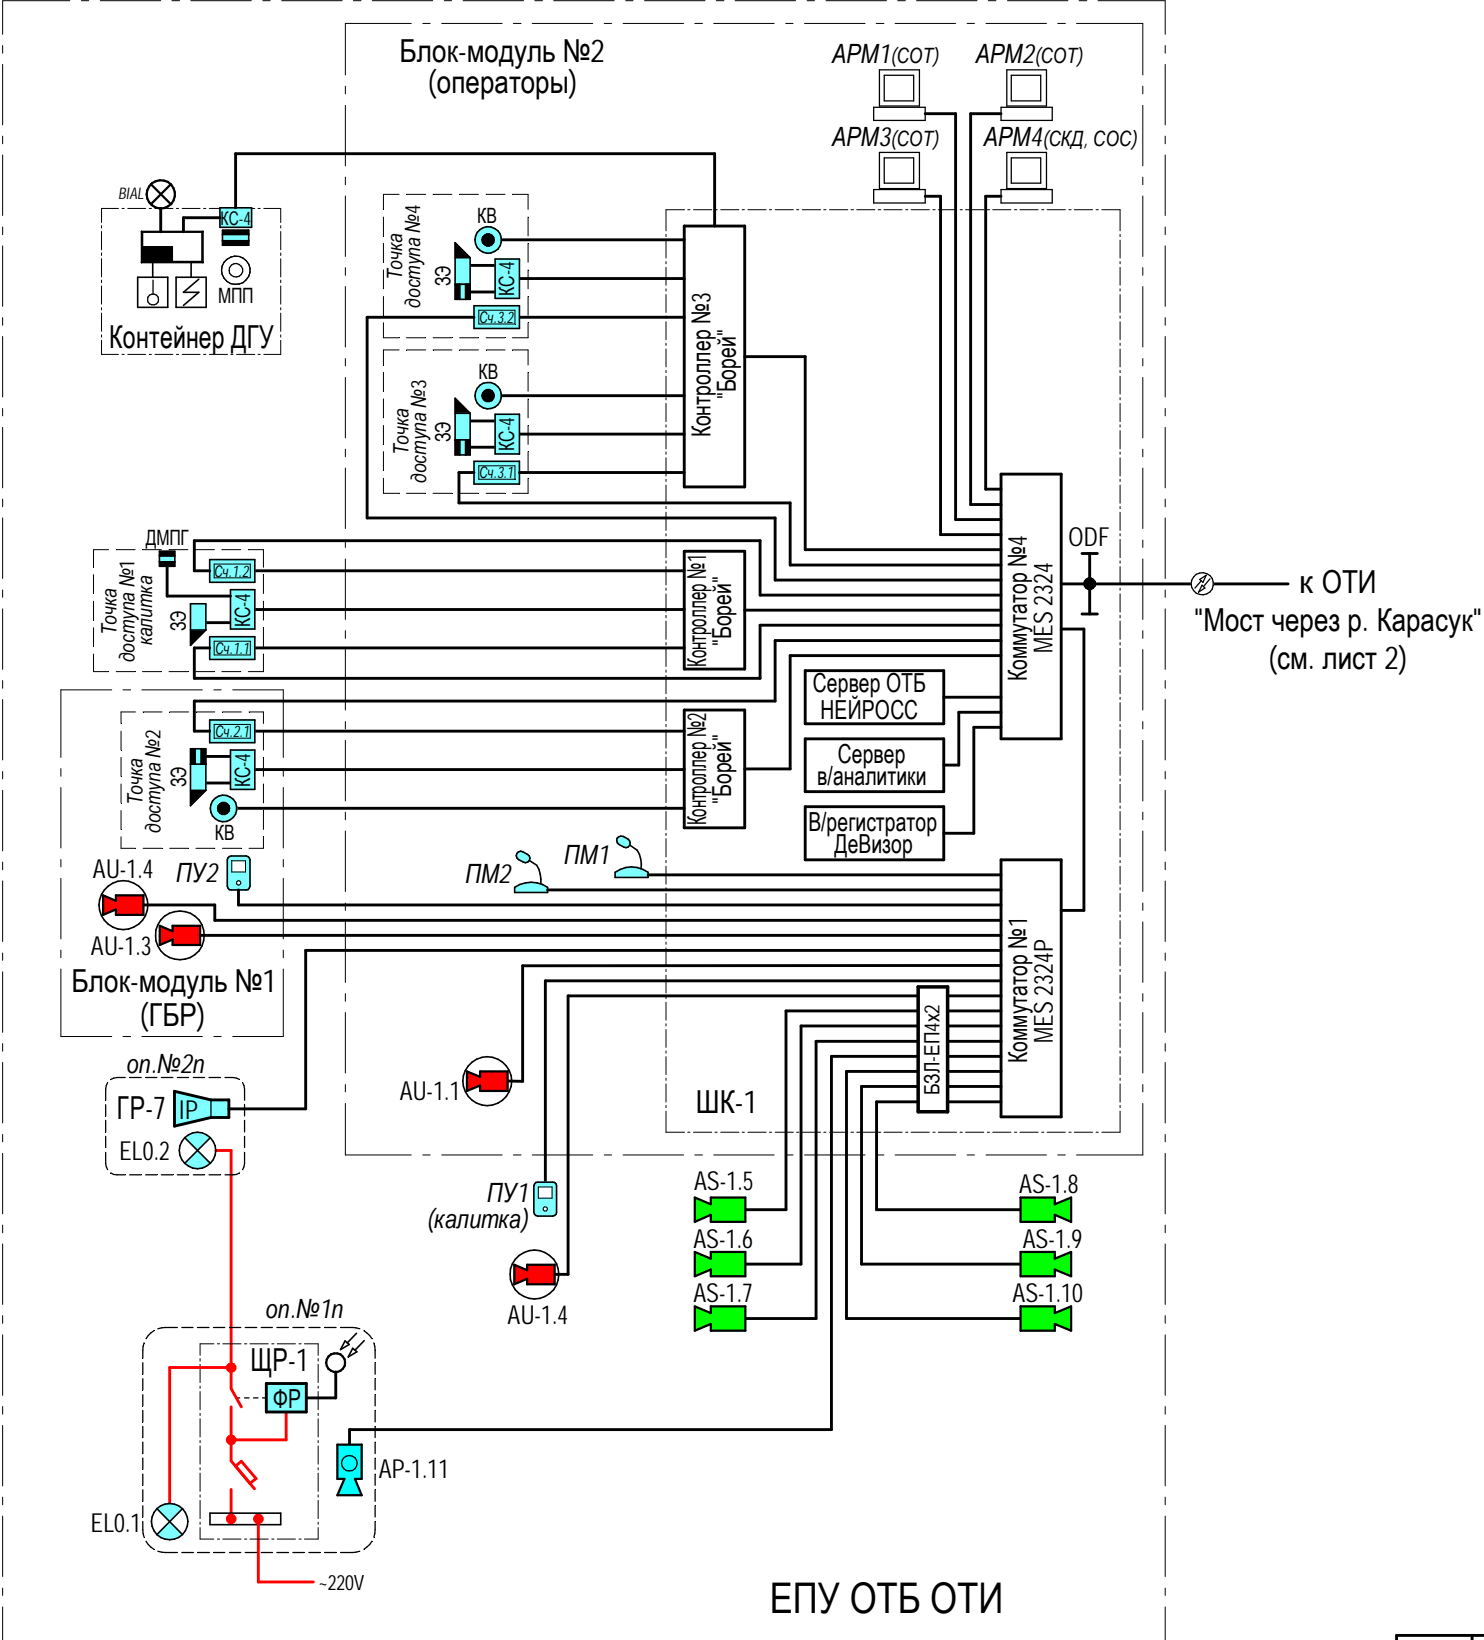 Блок-модуль №2
(операторы)
АРМ1(СОТ)
АРМ2(СОТ)
АРМ3(СОТ)
АРМ4(СКД, СОС)
BIAL
КС-4
МПП
Контейнер ДГУ
Точка
доступа №4
КВ
ЗЭ
КС-4
Сч.3.2
Точка
доступа №3
КВ
ЗЭ
КС-4
Сч.3.1
Контроллер №3
"Борей"
ДМПГ
Точка
доступа №1
калитка
Сч.1.2
ЗЭ
КС-4
Сч.1.1
Контроллер №1
"Борей"
Коммутатор №4
MES 2324
ODF
к ОТИ
"Мост через р. Карасук"
(см. лист 2)
Точка
доступа №2
Сч.2.1
ЗЭ
КС-4
КВ
Контроллер №2
"Борей"
Сервер ОТБ
НЕЙРОСС
Сервер
в/аналитики
В/регистратор
ДеВизор
AU-1.4
ПУ2
AU-1.3
Блок-модуль №1
(ГБР)
ПМ2
ПМ1
Коммутатор №1
MES 2324P
БЗЛ-ЕП4х2
AU-1.1
ШК-1
оп.№2п
ГР-7
IP
EL0.2
ПУ1
(калитка)
AU-1.4
AS-1.5
AS-1.6
AS-1.7
AS-1.8
AS-1.9
AS-1.10
оп.№1п
ЩР-1
ФР
AP-1.11
EL0.1
~220V
ЕПУ ОТБ ОТИ